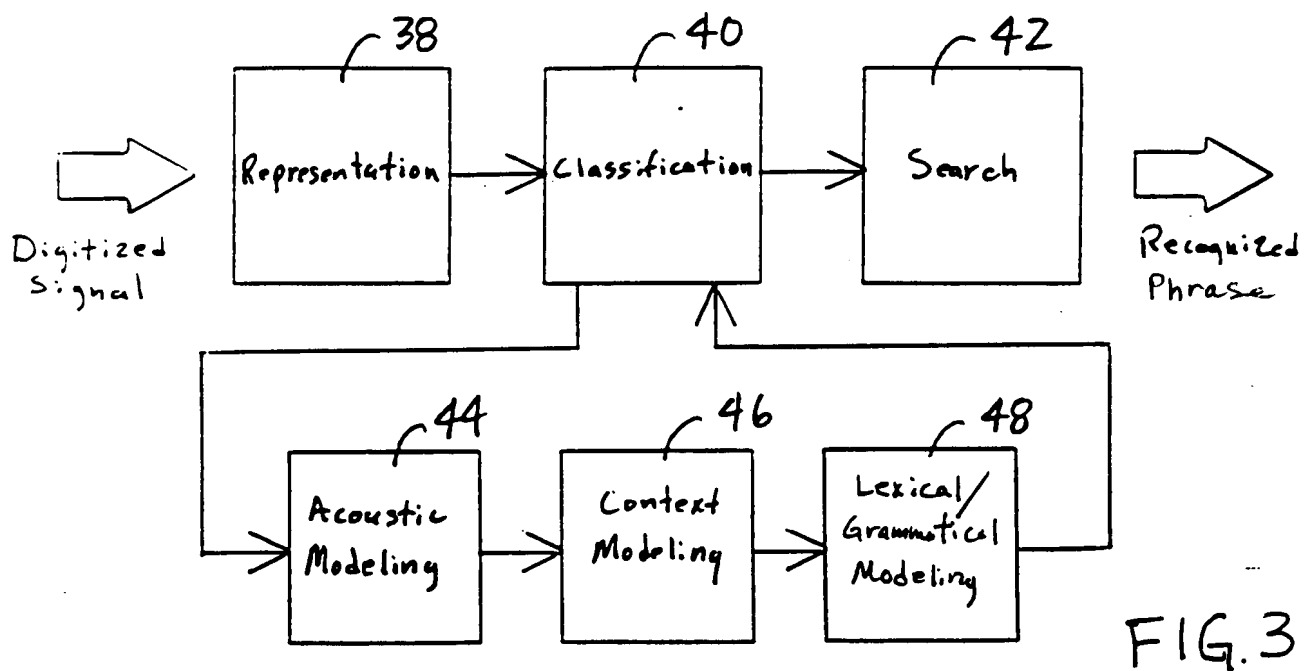 38
40
42
Representation
Classification
Search
Digitized
Signal
Recognized
Phrase
44
46
48
Acoustic
Modeling
Context
Modeling
Lexical/
Grammatical
Modeling
FIG. 3